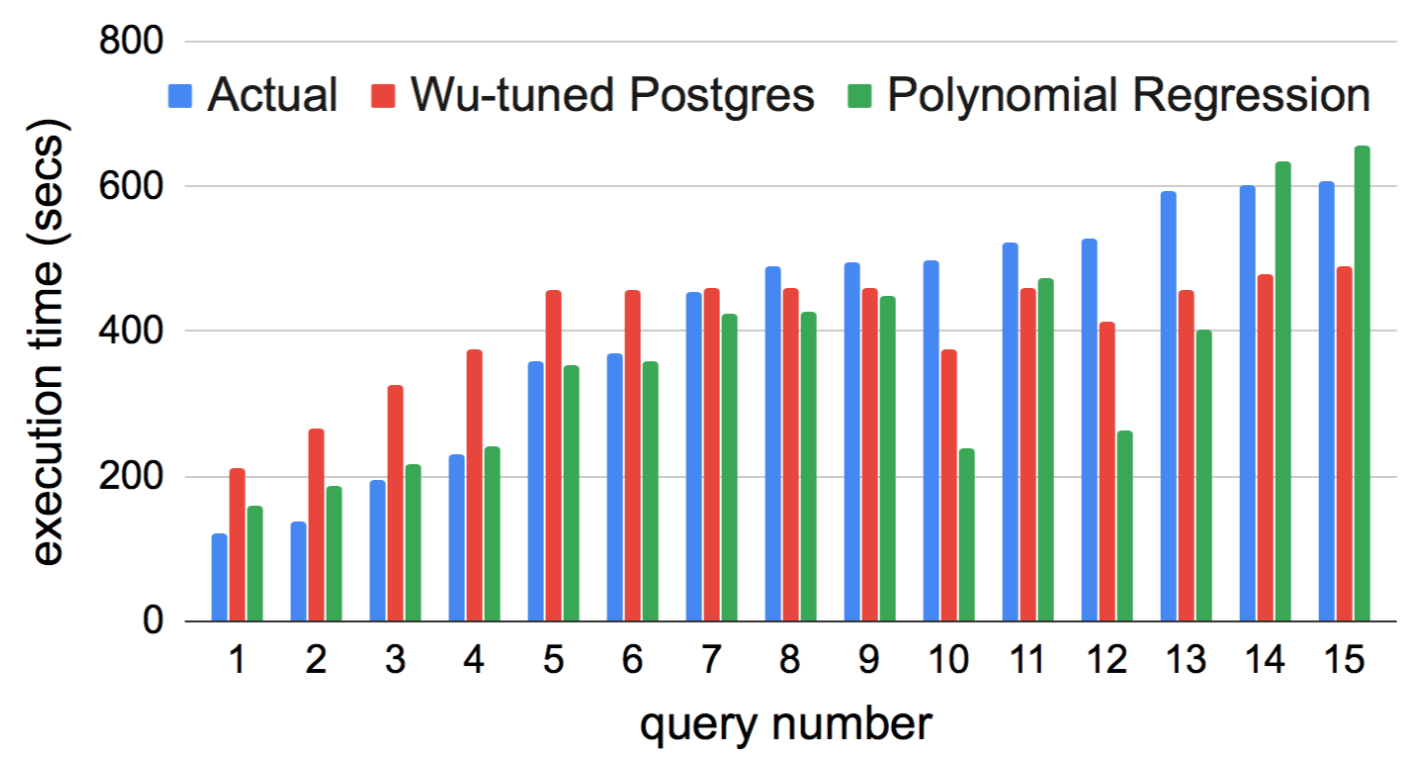 800
Actual Wu-tuned Postgres Polynomial Regression
600
400
200
0
execution time (secs)
1 2 3 4 5 6 7 8 9 10 11 12 13 14 15
query number